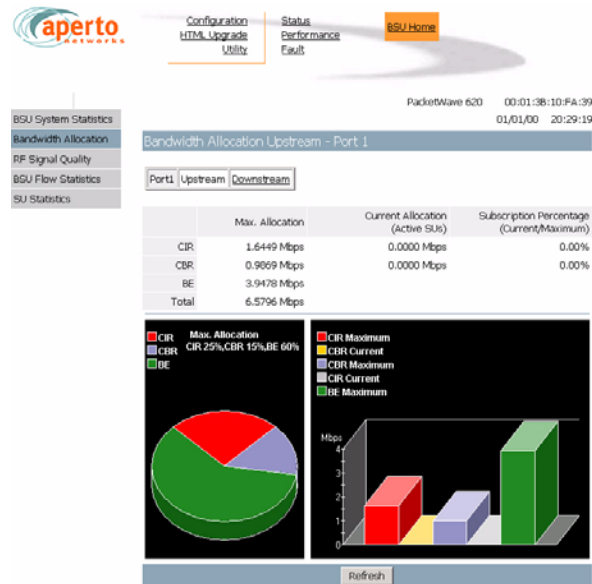 aperto
networks
Configuration
HTML Upgrade
Utility
Status
Performance
Fault
BSU Home
PacketWave 620 00:01:3B:10:FA:39
01/01/00 20:29:19
BSU System Statistics
Bandwidth Allocation
RF Signal Quality
BSU Flow Statistics
SU Statistics
Bandwidth Allocation Upstream - Port 1
Port1 Upstream Downstream
Max. Allocation Current Allocation (Active SUs) Subscription Percentage (Current/Maximum)
CIR 1.6449 Mbps 0.0000 Mbps 0.00%
CBR 0.9869 Mbps 0.0000 Mbps 0.00%
BE 3.9478 Mbps
Total 6.5796 Mbps
CIR
CBR
BE
Max. Allocation
CIR 25%,CBR 15%,BE 60%
CIR Maximum
CBR Current
CBR Maximum
CIR Current
BE Maximum
Mbps
4
3
2
1
0
Refresh